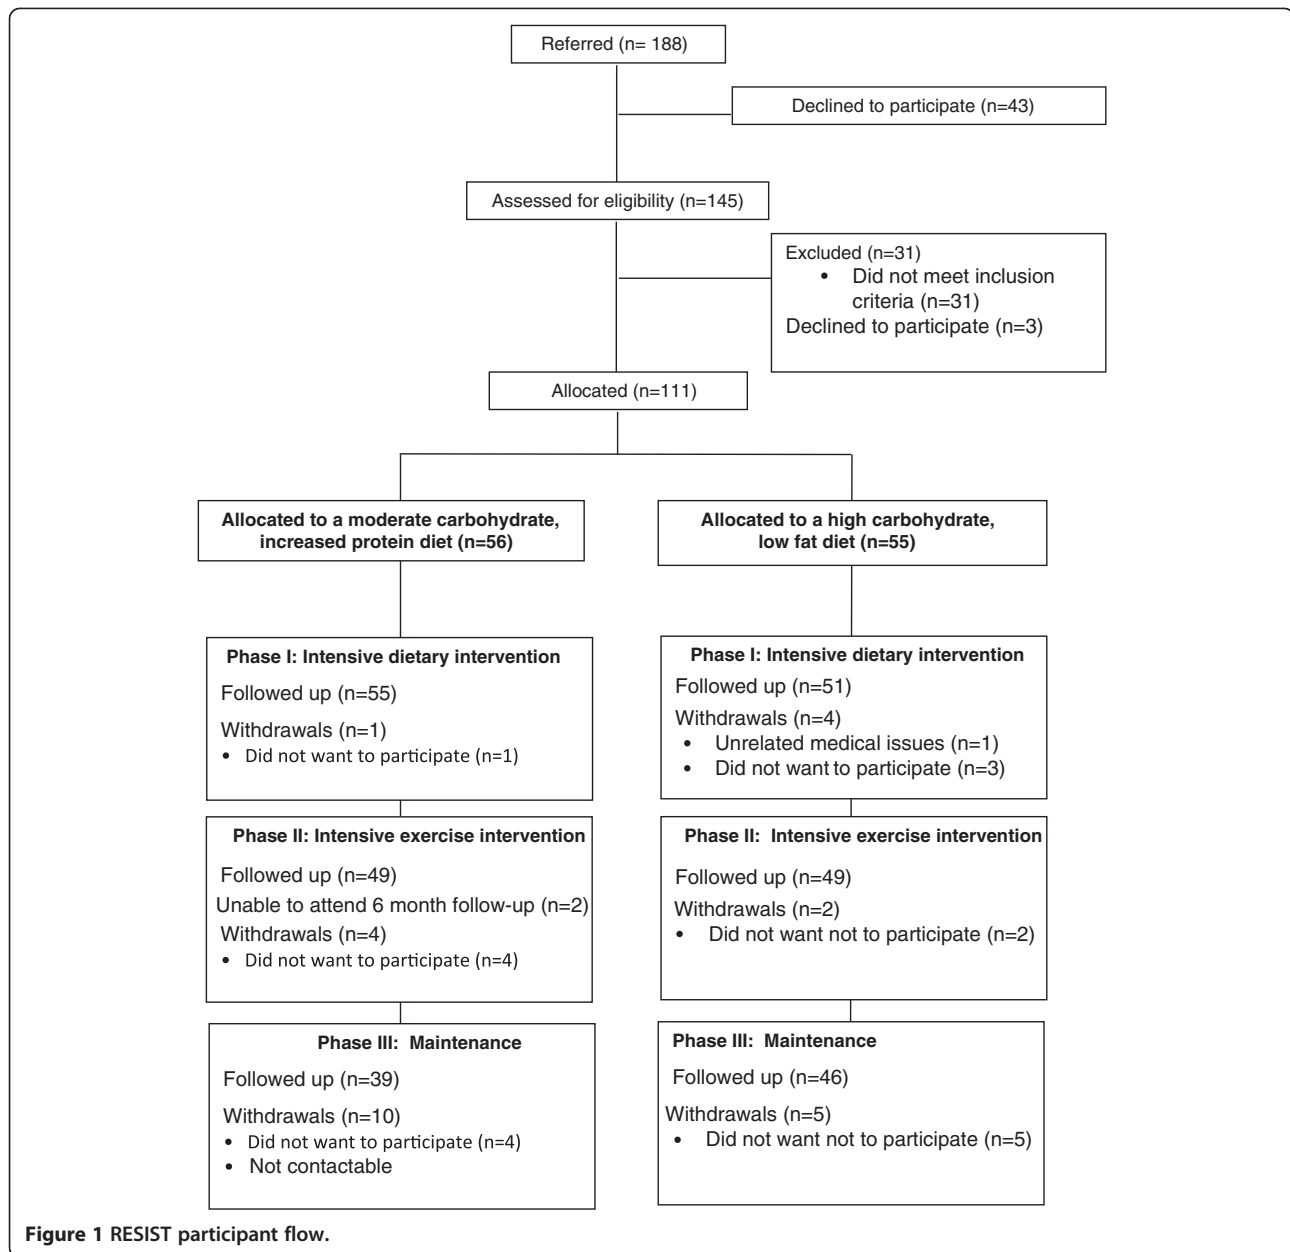 Referred (n= 188)
Declined to participate (n=43)
Assessed for eligibility (n=145)
Excluded (n=31)
• Did not meet inclusion
criteria (n=31)
Declined to participate (n=3)
Allocated (n=111)
Allocated to a moderate carbohydrate,
increased protein diet (n=56)
Allocated to a high carbohydrate,
low fat diet (n=55)
Phase I: Intensive dietary intervention
Followed up (n=55)
Withdrawals (n=1)
• Did not want to participate (n=1)
Phase I: Intensive dietary intervention
Followed up (n=51)
Withdrawals (n=4)
• Unrelated medical issues (n=1)
• Did not want to participate (n=3)
Phase II: Intensive exercise intervention
Followed up (n=49)
Unable to attend 6 month follow-up (n=2)
Withdrawals (n=4)
• Did not want to participate (n=4)
Phase II: Intensive exercise intervention
Followed up (n=49)
Withdrawals (n=2)
• Did not want not to participate (n=2)
Phase III: Maintenance
Followed up (n=39)
Withdrawals (n=10)
• Did not want to participate (n=4)
• Not contactable
Phase III: Maintenance
Followed up (n=46)
Withdrawals (n=5)
• Did not want not to participate (n=5)
Figure 1 RESIST participant flow.